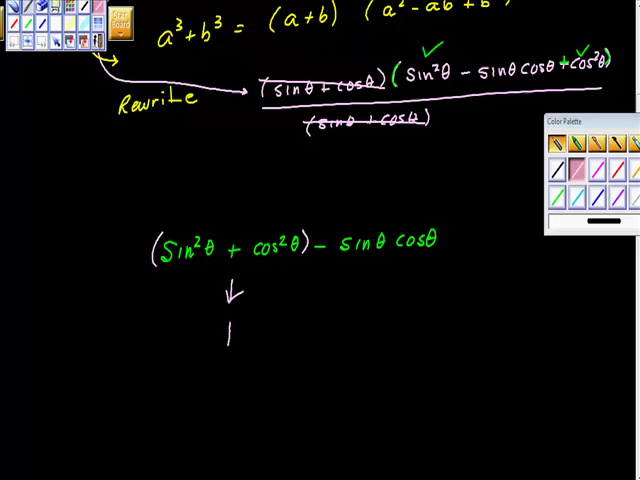 Star Board
a³ + b³ = (a + b) (a² - ab + b²)
Rewrite
(sinθ + cosθ) (sin²θ - sinθ cosθ + cos²θ)
(sinθ + cosθ)
Color Palette
(sin²θ + cos²θ) - sinθ cosθ
1